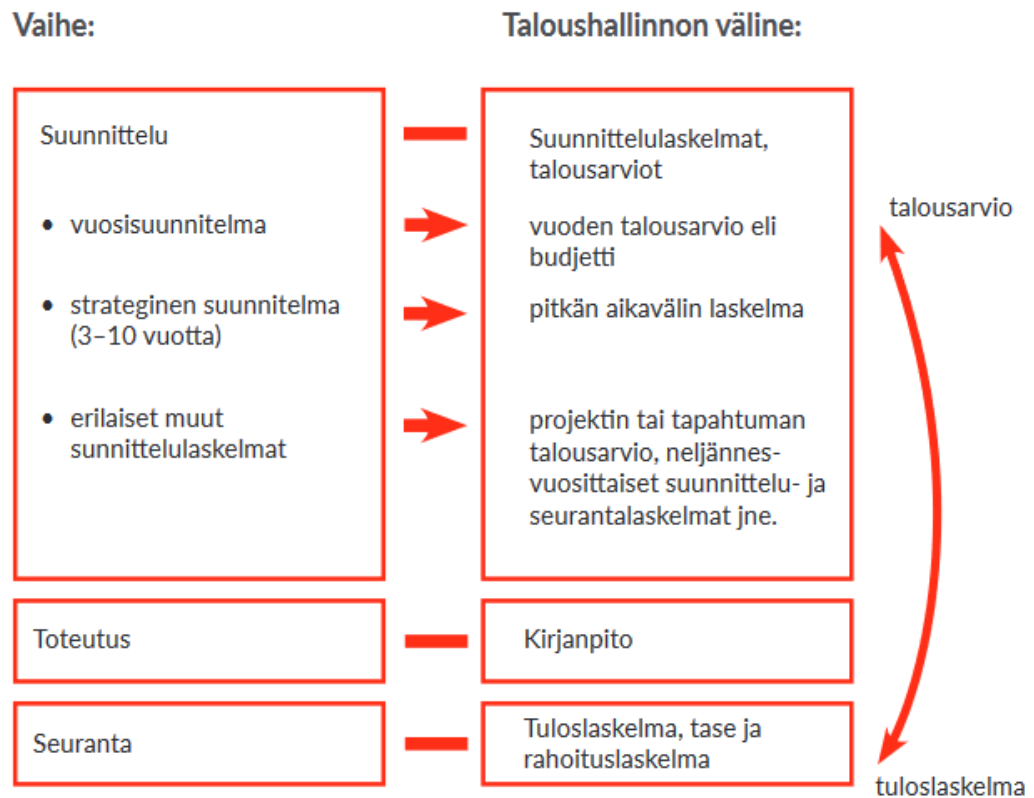 Vaihe:
Taloushallinnon väline:
Suunnittelu
Suunnittelulaskelmat,
talousarviot
• vuosisuunnitelma
vuoden talousarvio eli
budjetti
• strateginen suunnitelma
(3–10 vuotta)
pitkän aikavälin laskelma
• erilaiset muut
sunnittelulaskelmat
projektin tai tapahtuman
talousarvio, neljännes-
vuosittaiset suunnittelu- ja
seurantalaskelmat jne.
talousarvio
Toteutus
Kirjanpito
Seuranta
Tuloslaskelma, tase ja
rahoituslaskelma
tuloslaskelma